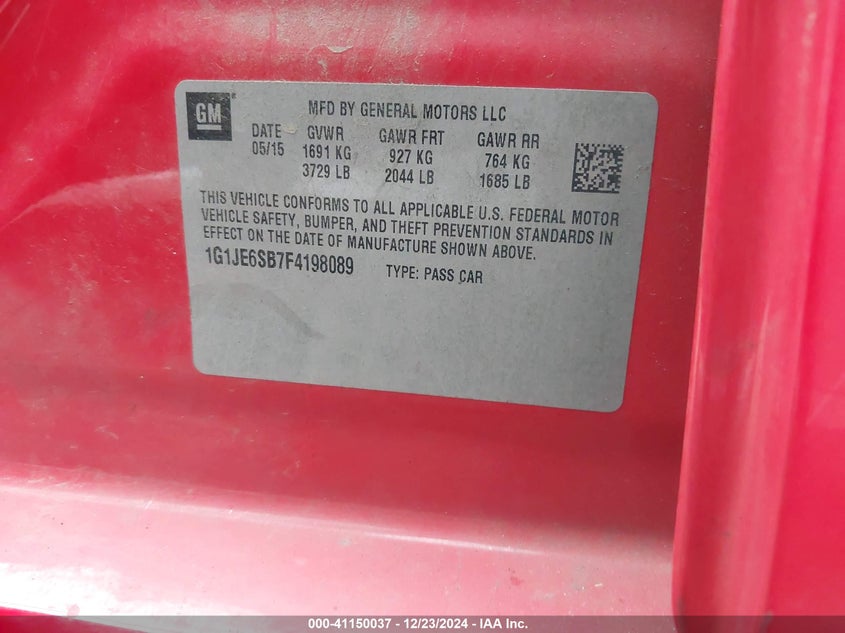 GM
MFD BY GENERAL MOTORS LLC
DATE GVWR GAWR FRT GAWR RR
05/15 1691 KG 927 KG 764 KG
3729 LB 2044 LB 1685 LB
THIS VEHICLE CONFORMS TO ALL APPLICABLE U.S. FEDERAL MOTOR
VEHICLE SAFETY, BUMPER, AND THEFT PREVENTION STANDARDS IN
EFFECT ON THE DATE OF MANUFACTURE SHOWN ABOVE.
1G1JE6SB7F4198089 TYPE: PASS CAR
000-41150037 - 12/23/2024 - IAA Inc.